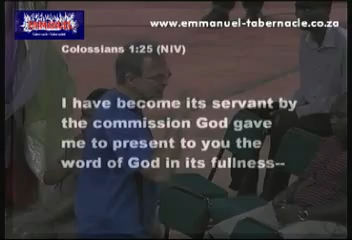 www.emmanuel-tabernacle.co.za
Colossians 1:25 (NIV)
I have become its servant by
the commission God gave
me to present to you the
word of God in its fullness--